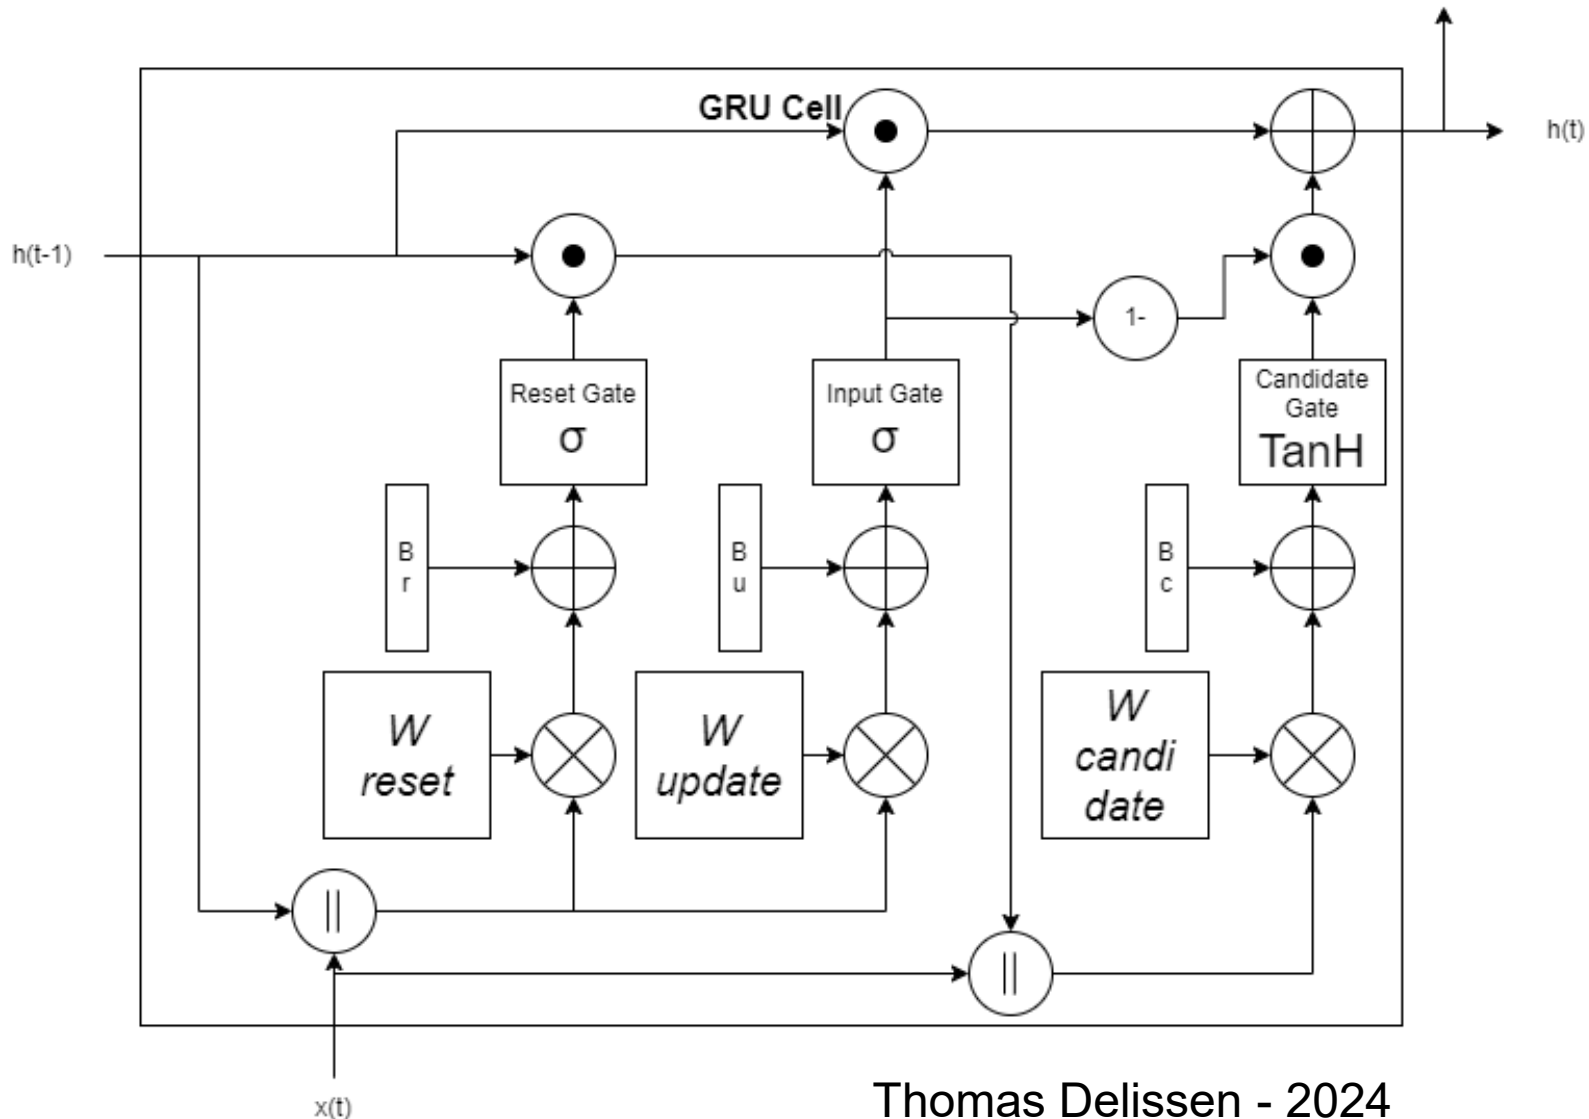 GRU Cell
h(t)
h(t-1)
1-
Reset Gate
σ
Input Gate
σ
Candidate
Gate
TanH
B
r
B
u
B
c
W
reset
W
update
W
candi
date
||
||
x(t)
Thomas Delissen - 2024